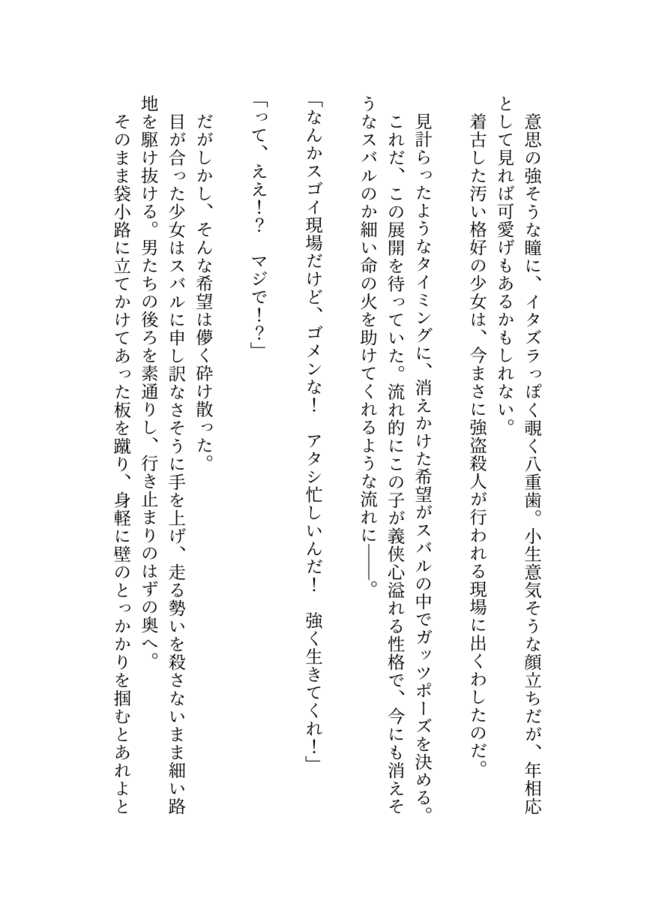 意思の強そうな瞳に、イタズラっぽく覗く八重歯。小生意気そうな顔立ちだが、年相応
として見れば可愛げもあるかもしれない。
着古した汚い格好の少女は、今まさに強盗殺人が行われる現場に出くわしたのだ。
見計らったようなタイミングに、消えかけた希望がスバルの中でガッツポーズを決める。
これだ、この展開を待っていた。流れ的にこの子が義侠心溢れる性格で、今にも消えそ
うなスバルのか細い命の火を助けてくれるような流れに――。
「なんかスゴイ現場だけど、ゴメンな！　アタシ忙しいんだ！　強く生きてくれ！」
「って、ええ！？　マジで！？」
だがしかし、そんな希望は儚く砕け散った。
目が合った少女はスバルに申し訳なさそうに手を上げ、走る勢いを殺さないまま細い路
地を駆け抜ける。男たちの後ろを素通りし、行き止まりのはずの奥へ。
そのまま袋小路に立てかけてあった板を蹴り、身軽に壁のとっかかりを掴むとあれよと